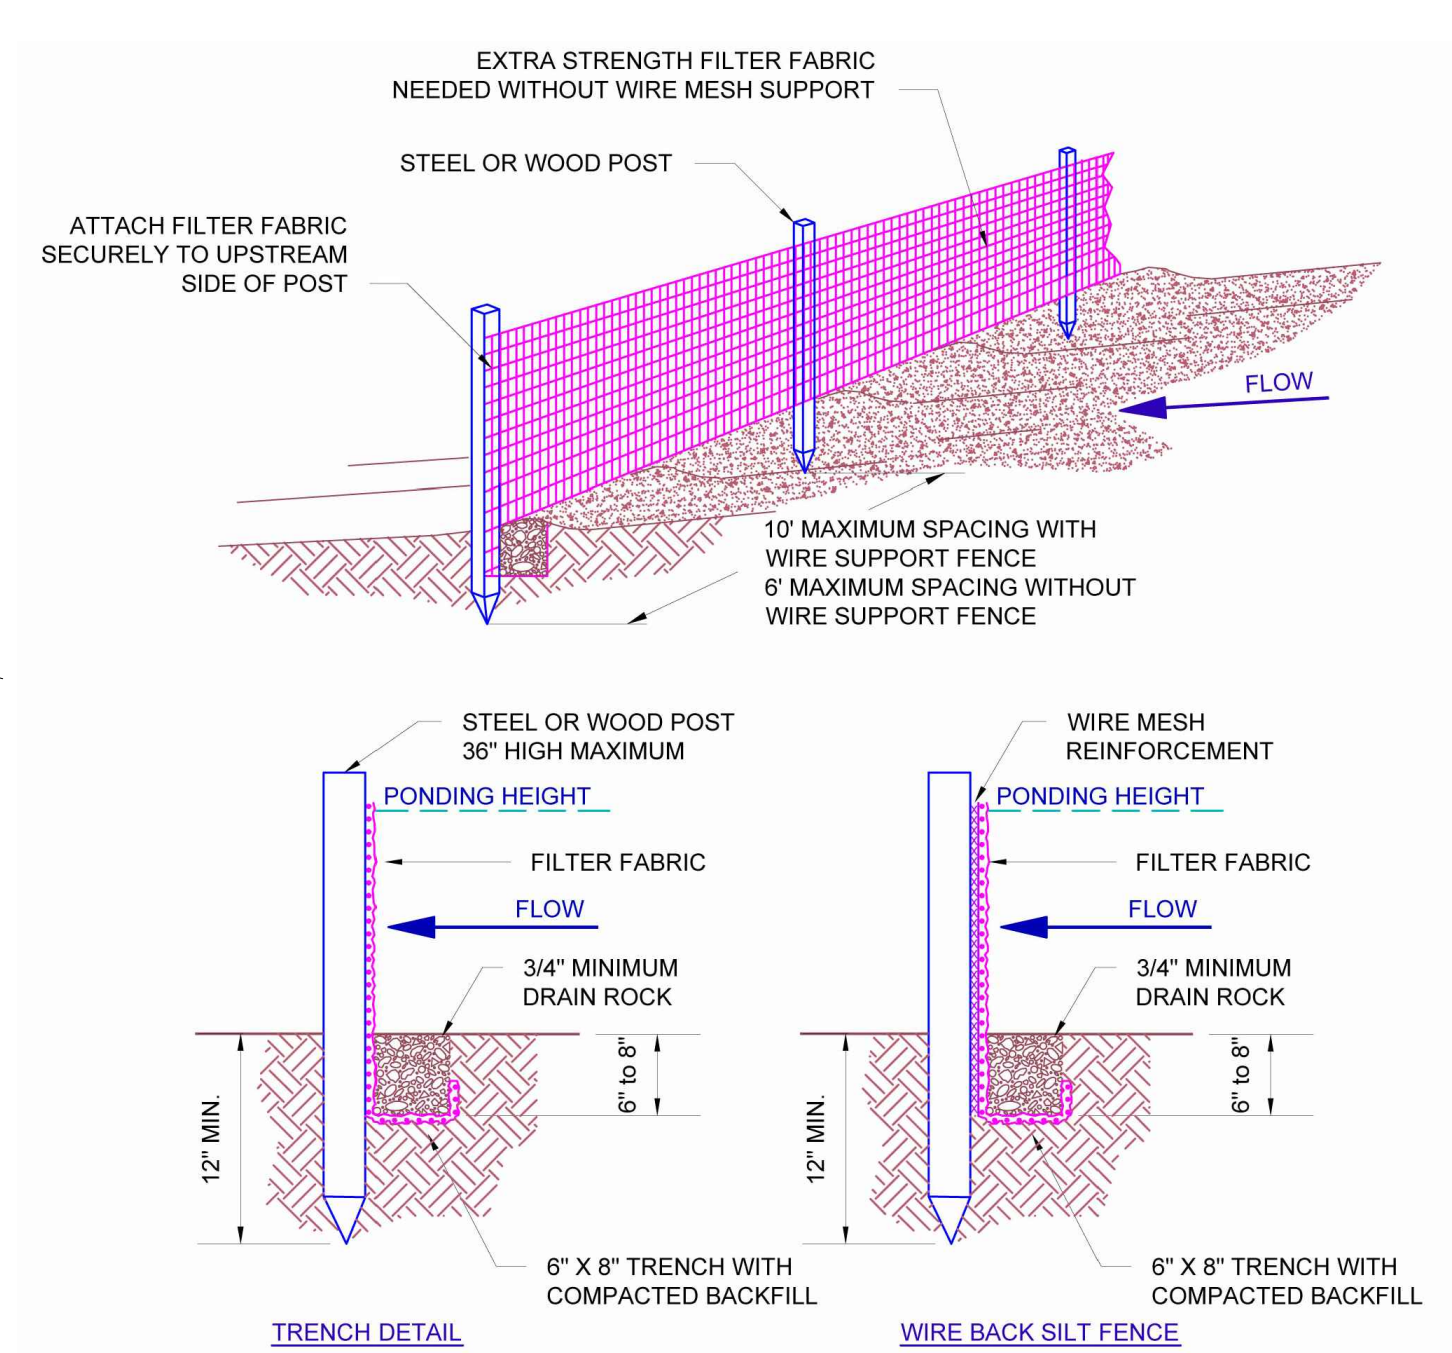 EXTRA STRENGTH FILTER FABRIC
NEEDED WITHOUT WIRE MESH SUPPORT
STEEL OR WOOD POST
ATTACH FILTER FABRIC
SECURELY TO UPSTREAM
SIDE OF POST
FLOW
10' MAXIMUM SPACING WITH
WIRE SUPPORT FENCE
6' MAXIMUM SPACING WITHOUT
WIRE SUPPORT FENCE
STEEL OR WOOD POST
36" HIGH MAXIMUM
PONDING HEIGHT
FILTER FABRIC
FLOW
3/4" MINIMUM
DRAIN ROCK
6" to 8"
12" MIN.
6" X 8" TRENCH WITH
COMPACTED BACKFILL
TRENCH DETAIL
WIRE MESH
REINFORCEMENT
PONDING HEIGHT
FILTER FABRIC
FLOW
3/4" MINIMUM
DRAIN ROCK
6" to 8"
12" MIN.
6" X 8" TRENCH WITH
COMPACTED BACKFILL
WIRE BACK SILT FENCE